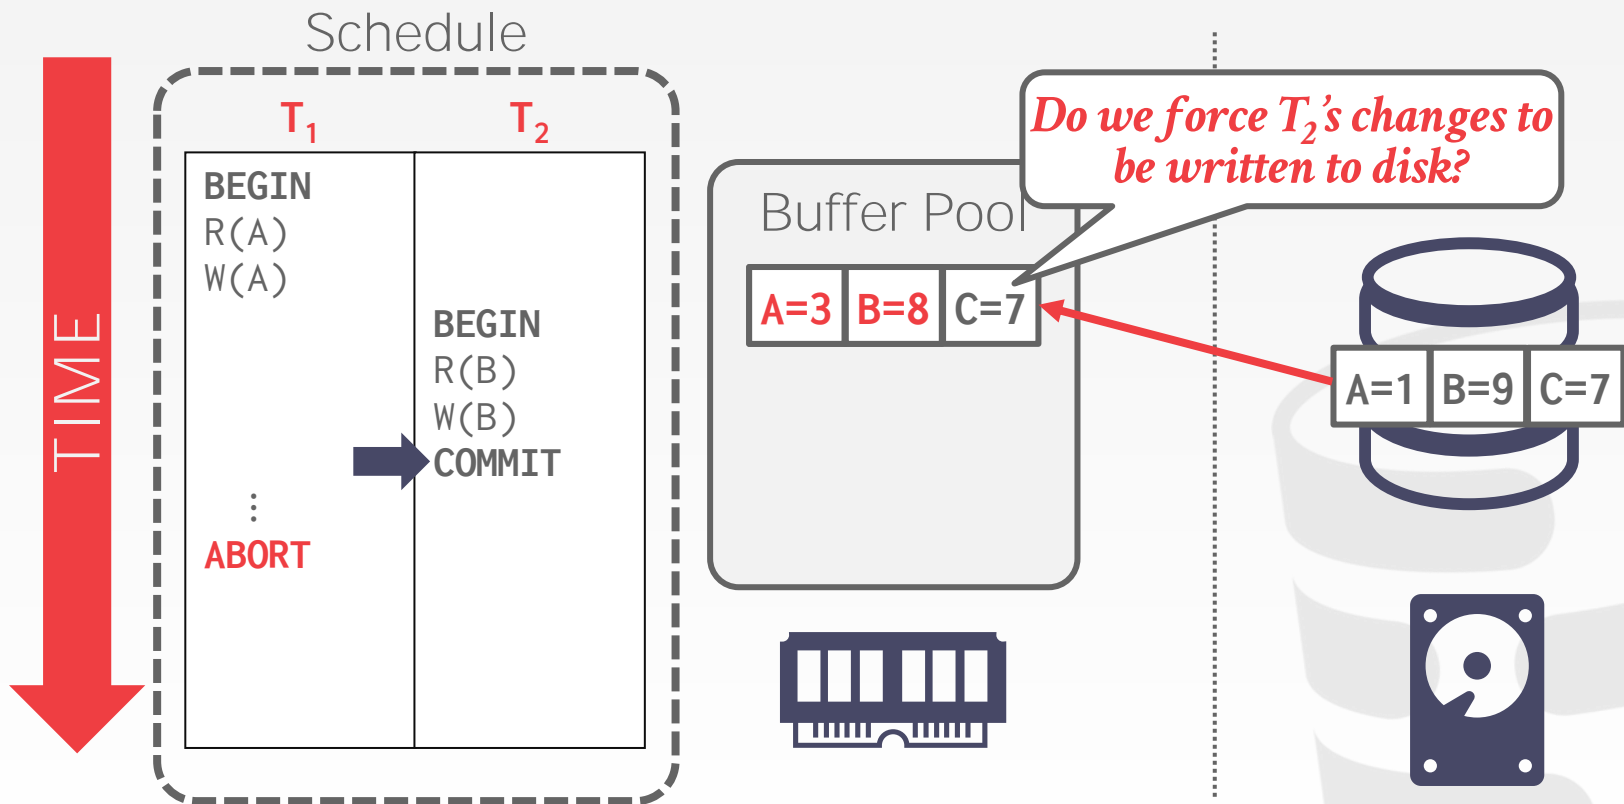 Schedule
TIME
T₁ T₂
BEGIN
R(A)
W(A)
BEGIN
R(B)
W(B)
COMMIT
⋮
ABORT
Buffer Pool
A=3 B=8 C=7
Do we force T₂’s changes to
be written to disk?
A=1 B=9 C=7